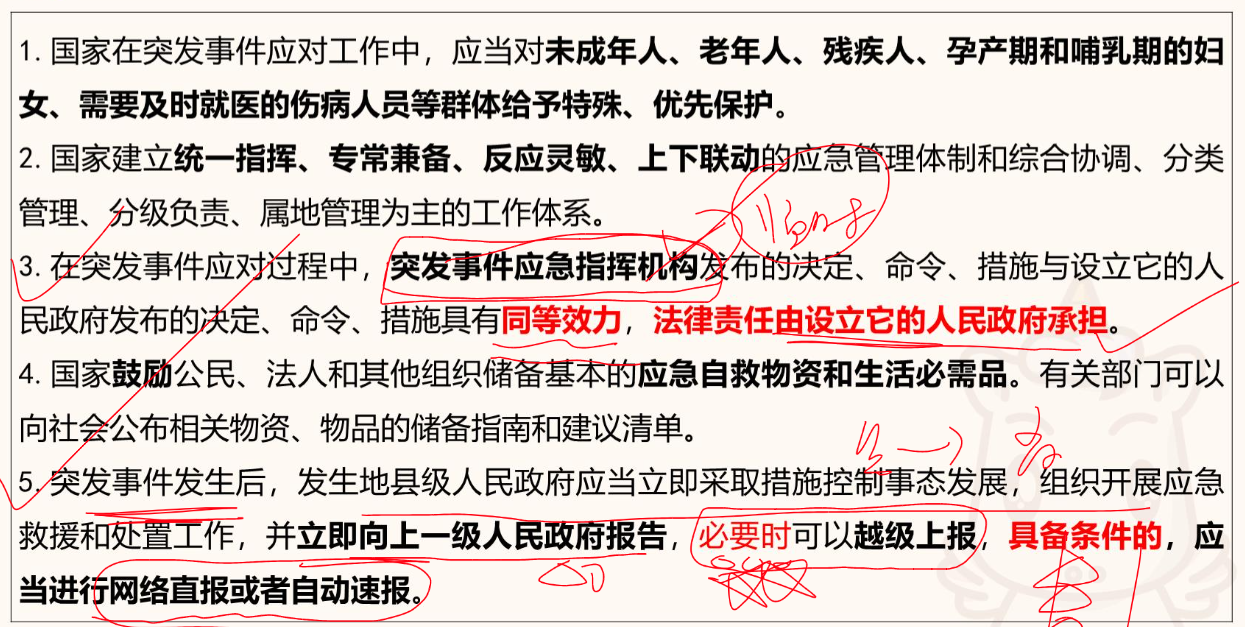 1. 国家在突发事件应对工作中，应当对未成年人、老年人、残疾人、孕产期和哺乳期的妇
女、需要及时就医的伤病人员等群体给予特殊、优先保护。
2. 国家建立统一指挥、专常兼备、反应灵敏、上下联动的应急管理体制和综合协调、分类
管理、分级负责、属地管理为主的工作体系。
临时
3. 在突发事件应对过程中，突发事件应急指挥机构发布的决定、命令、措施与设立它的人
民政府发布的决定、命令、措施具有同等效力，法律责任由设立它的人民政府承担。
4. 国家鼓励公民、法人和其他组织储备基本的应急自救物资和生活必需品。有关部门可以
向社会公布相关物资、物品的储备指南和建议清单。
5. 突发事件发生后，发生地县级人民政府应当立即采取措施控制事态发展，组织开展应急
救援和处置工作，并立即向上一级人民政府报告，必要时可以越级上报，具备条件的，应
当进行网络直报或者自动速报。